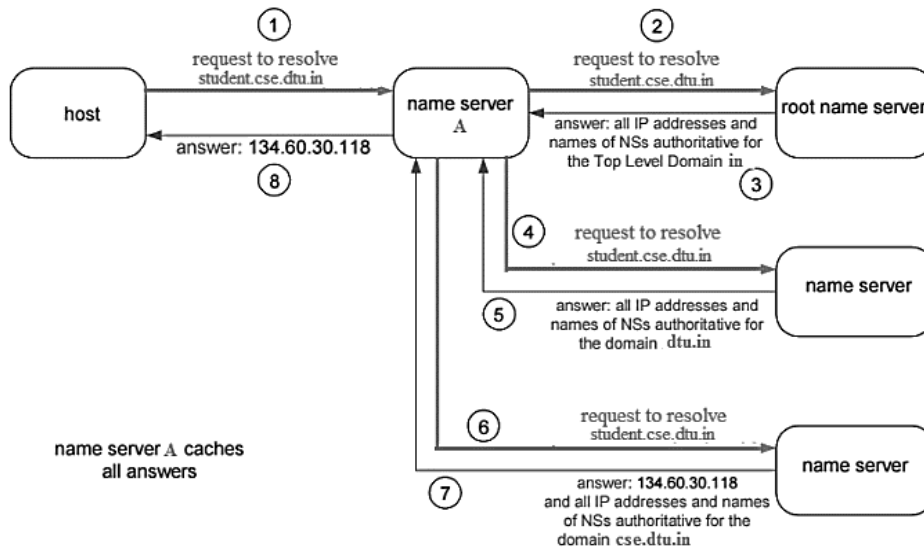 1
request to resolve
student.cse.dtu.in
host
answer: 134.60.30.118
8
name server
A
2
request to resolve
student.cse.dtu.in
root name server
answer: all IP addresses and
names of NSs authoritative for
the Top Level Domain in
3
4
request to resolve
student.cse.dtu.in
name server
5
answer: all IP addresses and
names of NSs authoritative for
the domain dtu.in
6
request to resolve
student.cse.dtu.in
name server
7
answer: 134.60.30.118
and all IP addresses and names
of NSs authoritative for the
domain cse.dtu.in
name server A caches
all answers